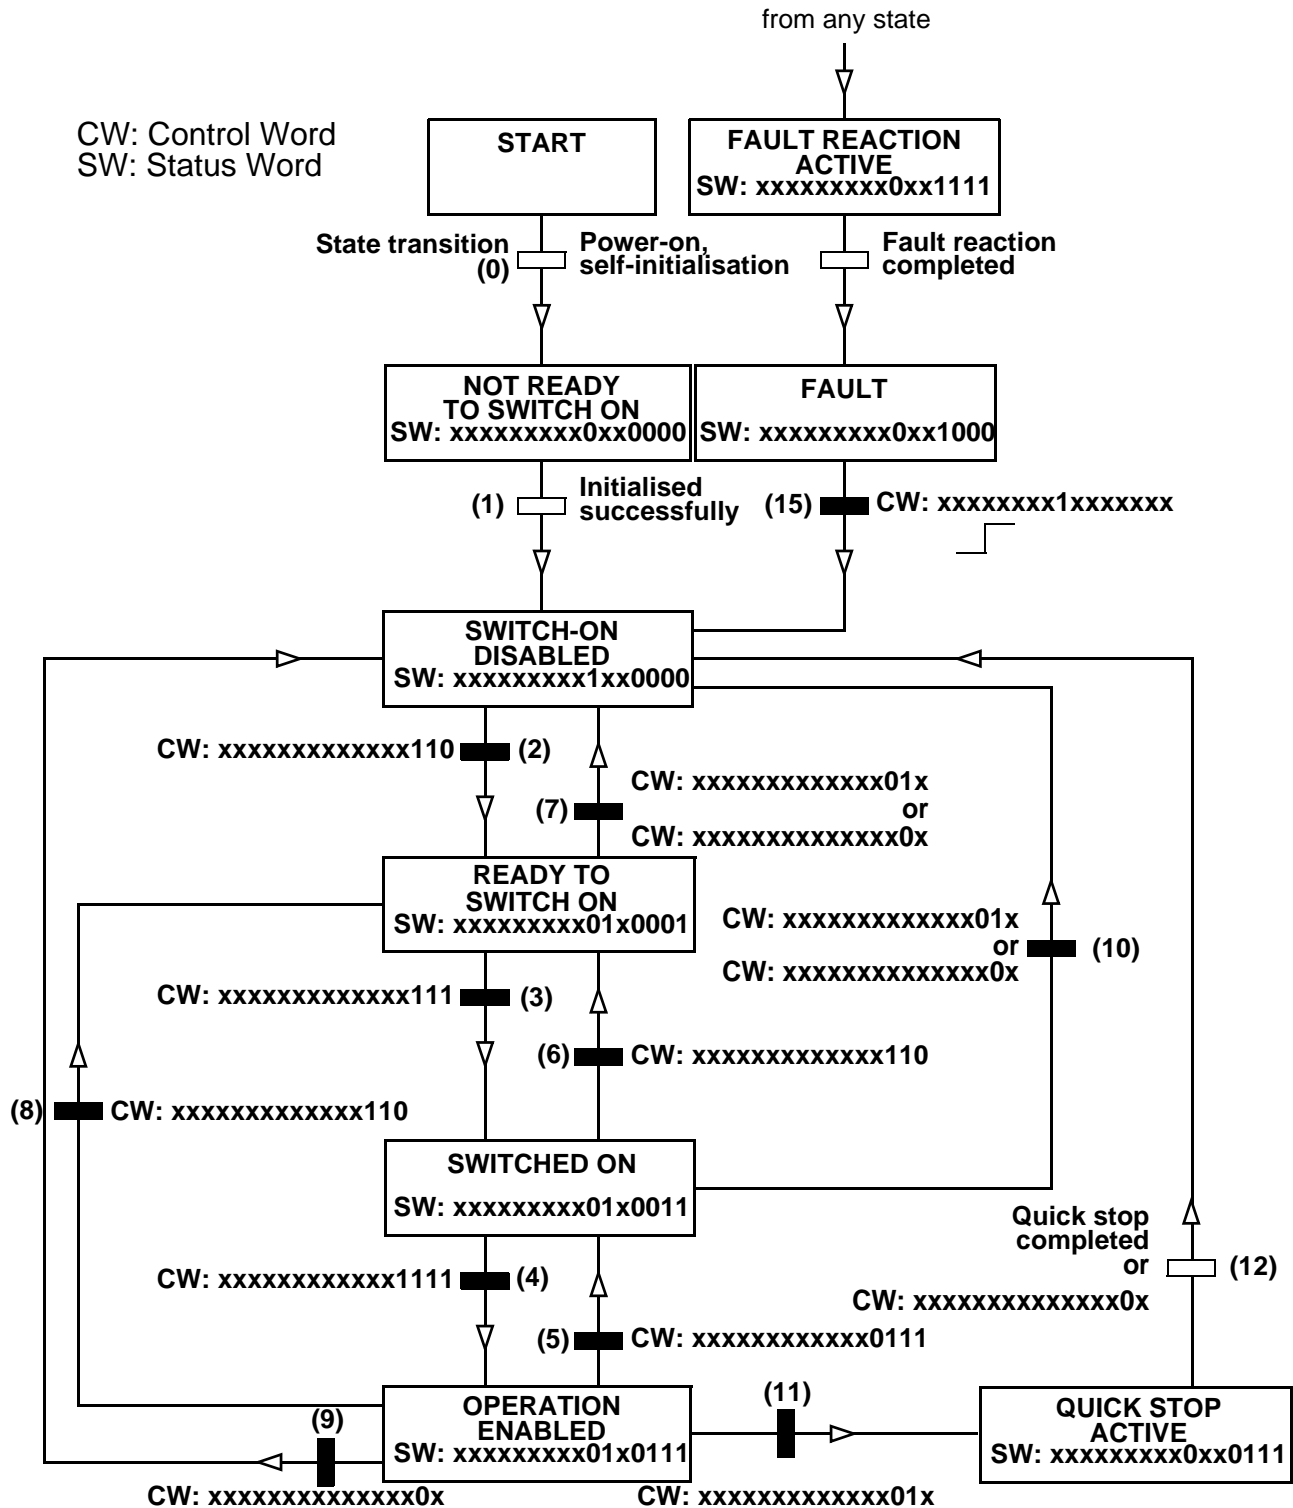 from any state
CW: Control Word
SW: Status Word
START
FAULT REACTION
ACTIVE
SW: xxxxxxxxx0xx1111
State transition
(0)
Power-on,
self-initialisation
Fault reaction
completed
NOT READY
TO SWITCH ON
SW: xxxxxxxxx0xx0000
FAULT
SW: xxxxxxxxx0xx1000
(1)
Initialised
successfully
(15)
CW: xxxxxxxx1xxxxxxx
SWITCH-ON
DISABLED
SW: xxxxxxxxx1xx0000
CW: xxxxxxxxxxxxx110
(2)
(7)
CW: xxxxxxxxxxxxx01x
or
CW: xxxxxxxxxxxxxx0x
READY TO
SWITCH ON
SW: xxxxxxxxx01x0001
CW: xxxxxxxxxxxxx01x
or
CW: xxxxxxxxxxxxxx0x
(10)
CW: xxxxxxxxxxxxx111
(3)
(6)
CW: xxxxxxxxxxxxx110
(8)
CW: xxxxxxxxxxxxx110
SWITCHED ON
SW: xxxxxxxxx01x0011
Quick stop
completed
or
CW: xxxxxxxxxxxxxx0x
(12)
CW: xxxxxxxxxxxx1111
(4)
(5)
CW: xxxxxxxxxxxx0111
OPERATION
ENABLED
SW: xxxxxxxxx01x0111
(9)
CW: xxxxxxxxxxxxxx0x
(11)
CW: xxxxxxxxxxxxx01x
QUICK STOP
ACTIVE
SW: xxxxxxxxx0xx0111